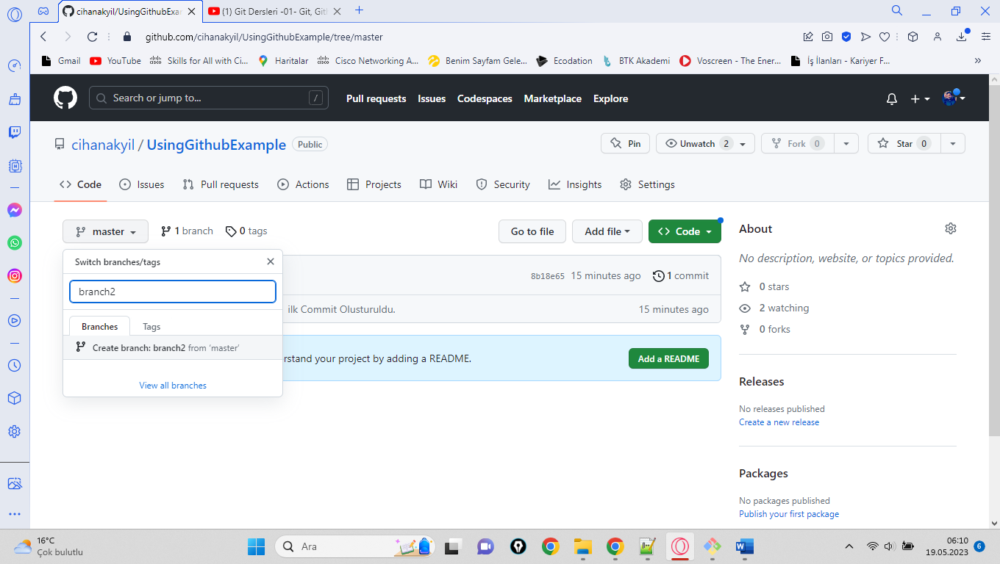 cihanakyil/UsingGithubExar
(1) Git Dersleri -01- Git, Gitl
github.com/cihanakyil/UsingGithubExample/tree/master
Gmail YouTube Skills for All with Ci... Haritalar Cisco Networking A... Benim Sayfam Gele... Ecodation BTK Akademi Voscreen - The Ener... İş İlanları - Kariyer F... »
Search or jump to... / Pull requests Issues Codespaces Marketplace Explore
cihanakyil / UsingGithubExample Public Pin Unwatch 2 Fork 0 Star 0
Code Issues Pull requests Actions Projects Wiki Security Insights Settings
master 1 branch 0 tags Go to file Add file Code
Switch branches/tags
branch2
Branches Tags
Create branch: branch2 from 'master'
View all branches
8b18e65 15 minutes ago 1 commit
ilk Commit Olusturuldu. 15 minutes ago
rstand your project by adding a README. Add a README
About
No description, website, or topics provided.
0 stars
2 watching
0 forks
Releases
No releases published
Create a new release
Packages
No packages published
Publish your first package
16°C
Çok bulutlu
Ara
06:10
19.05.2023
6